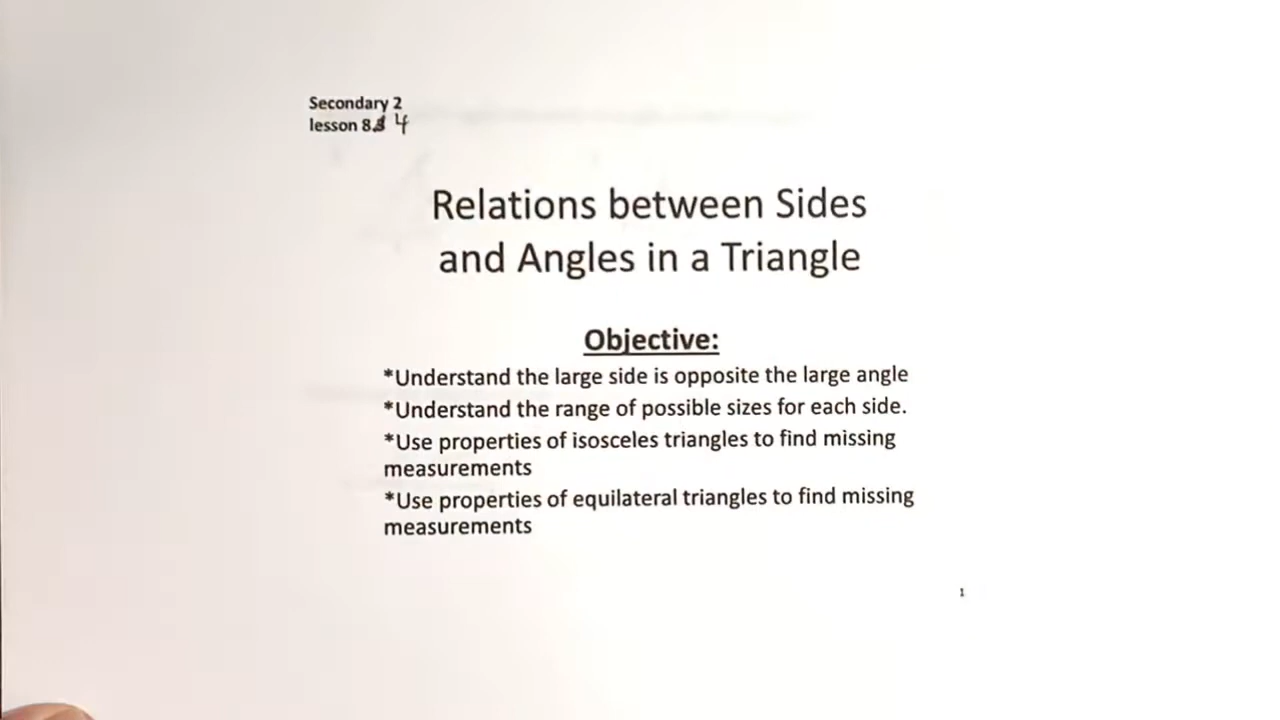 Secondary 2
lesson 8. 4
Relations between Sides
and Angles in a Triangle
Objective:
*Understand the large side is opposite the large angle
*Understand the range of possible sizes for each side.
*Use properties of isosceles triangles to find missing
measurements
*Use properties of equilateral triangles to find missing
measurements
1